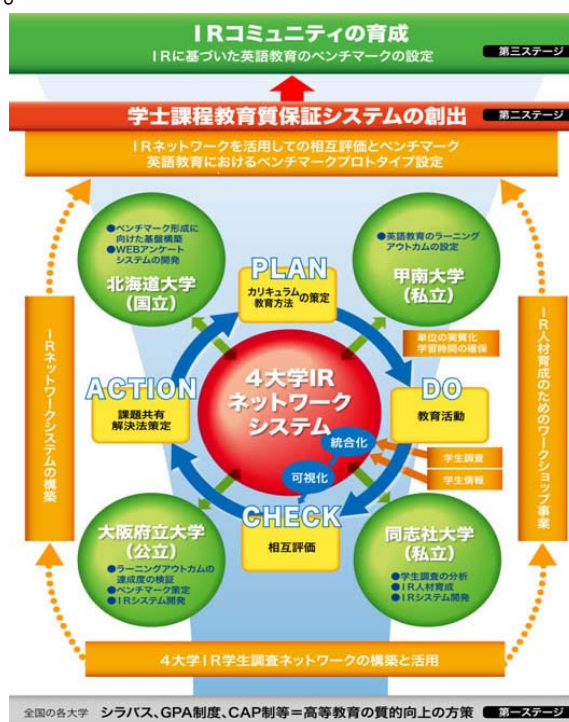 IRコミュニティの育成
IRに基づいた英語教育のベンチマークの設定
第三ステージ
学士課程教育質保証システムの創出
第二ステージ
IRネットワークを活用しての相互評価とベンチマーク
英語教育におけるベンチマークプロトタイプ設定
●ベンチマーク形成に
向けた基盤構築
●WEBアンケート
システムの開発
北海道大学
(国立)
●英語教育のラーニング
アウトカムの設定
甲南大学
(私立)
PLAN
カリキュラム
教育方法
の策定
単位の実質化
学習時間の確保
IRネットワークシステムの構築
IR人材育成のためのワークショップ事業
ACTION
課題共有
解決法策定
4大学IR
ネットワーク
システム
DO
教育活動
統合化
可視化
学生調査
学生情報
CHECK
相互評価
大阪府立大学
(公立)
●ラーニングアウトカムの
達成度の検証
●ベンチマーク策定
●IRシステム開発
同志社大学
(私立)
●学生調査の分析
●IR人材育成
●IRシステム開発
4大学IR学生調査ネットワークの構築と活用
全国の各大学 シラバス、GPA制度、CAP制等=高等教育の質的向上の方策 第一ステージ